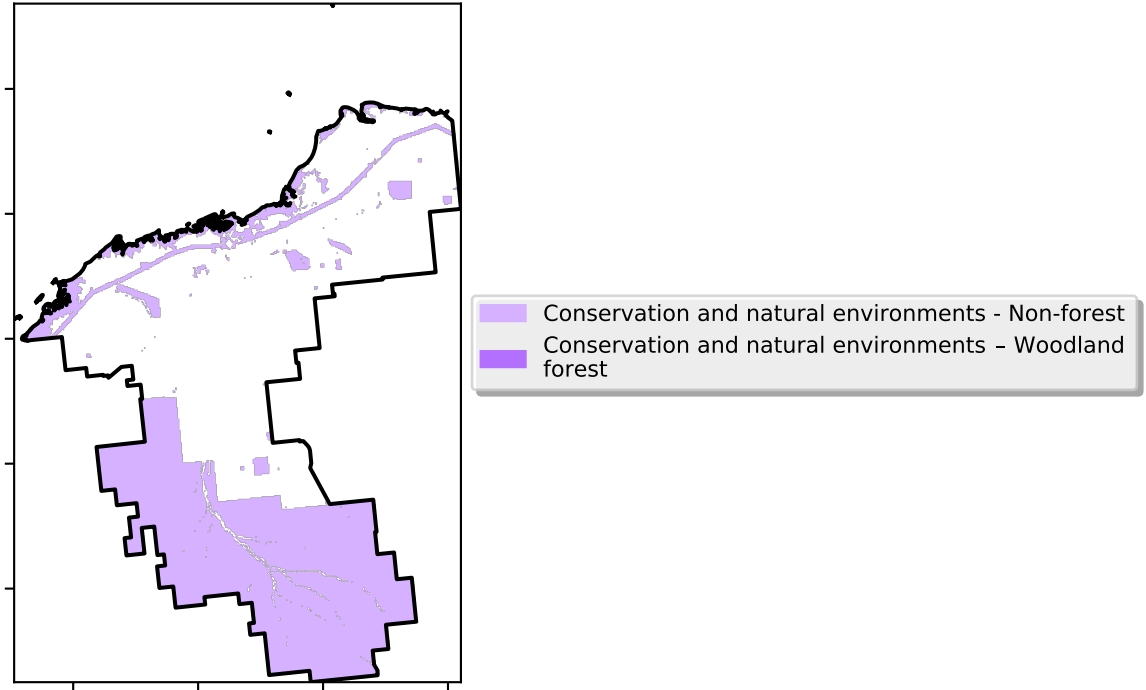 Conservation and natural environments - Non-forest
Conservation and natural environments – Woodland
forest